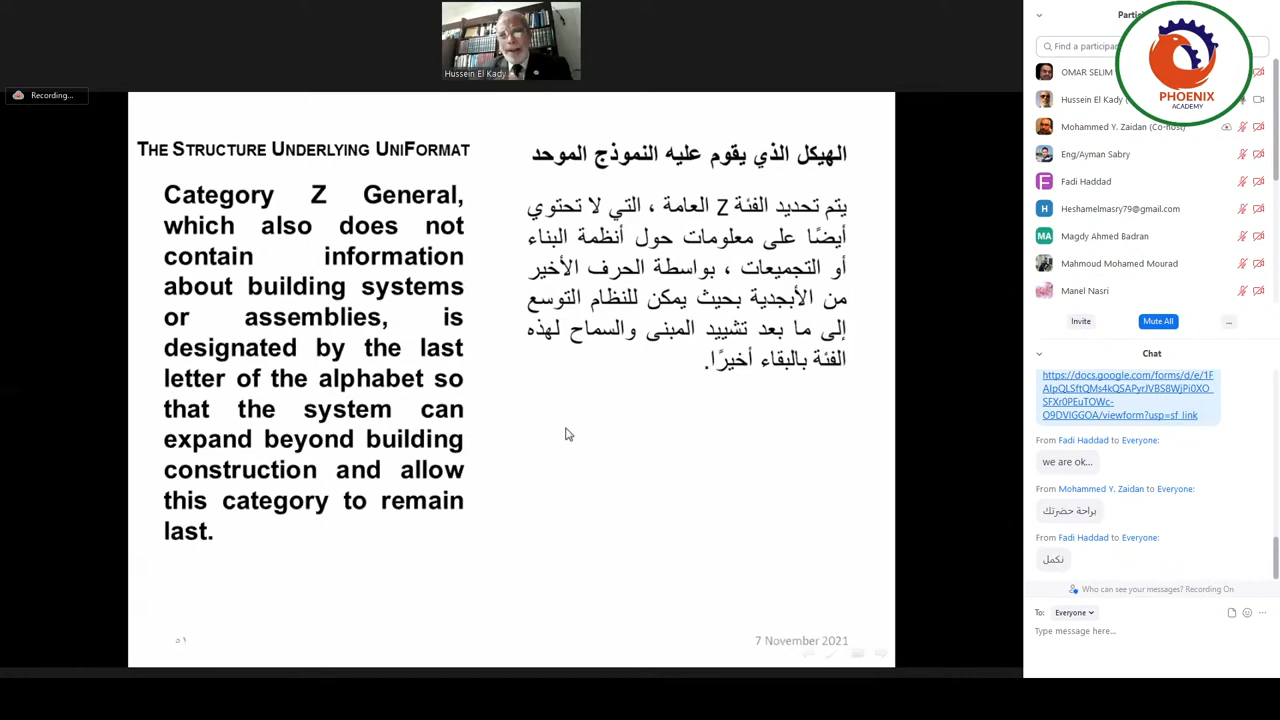 Hussein El Kady
Recording...
THE STRUCTURE UNDERLYING UNIFORMAT
Category Z General,
which also does not
contain information
about building systems
or assemblies, is
designated by the last
letter of the alphabet so
that the system can
expand beyond building
construction and allow
this category to remain
last.
الهيكل الذي يقوم عليه النموذج الموحد
يتم تحديد الفئة Z العامة ، التي لا تحتوي
أيضًا على معلومات حول أنظمة البناء
أو التجميعات ، بواسطة الحرف الأخير
من الأبجدية بحيث يمكن للنظام التوسع
إلى ما بعد تشييد المبنى والسماح لهذه
الفئة بالبقاء أخيرًا.
٥١
7 November 2021
Find a participa
PHOENIX
ACADEMY
OMAR SELIM
Hussein El Kady
Mohammed Y. Zaidan (Co-host)
Eng/Ayman Sabry
F Fadi Haddad
H Heshamelmasry79@gmail.com
MA Magdy Ahmed Badran
Mahmoud Mohamed Mourad
Manel Nasri
Invite
Mute All
...
Chat
https://docs.google.com/forms/d/e/1F
AIpQLSftQMs4kQSAPyrJVBS8WjPi0XO
SFXr0PEuTOWc-
O9DVlGGOA/viewform?usp=sf_link
From Fadi Haddad to Everyone:
we are ok...
From Mohammed Y. Zaidan to Everyone:
براحة حضرتك
From Fadi Haddad to Everyone:
نكمل
Who can see your messages? Recording On
To: Everyone
Type message here...